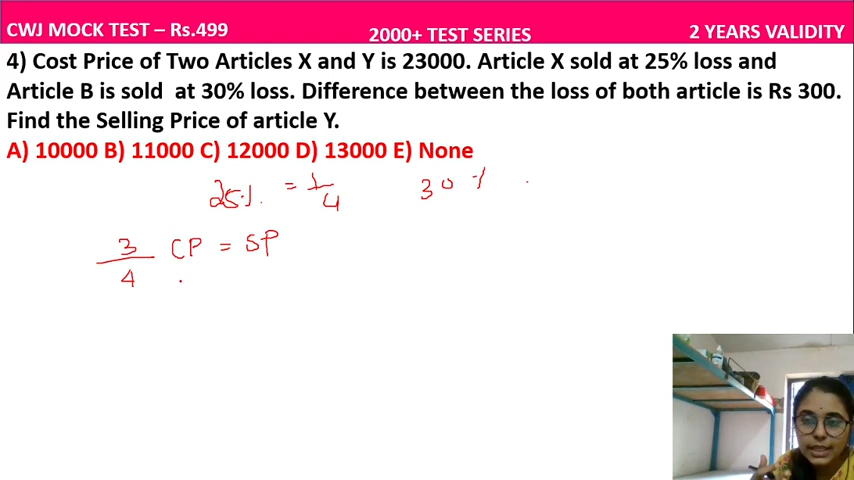 CWJ MOCK TEST – Rs.499 2000+ TEST SERIES 2 YEARS VALIDITY
4) Cost Price of Two Articles X and Y is 23000. Article X sold at 25% loss and
Article B is sold at 30% loss. Difference between the loss of both article is Rs 300.
Find the Selling Price of article Y.
A) 10000 B) 11000 C) 12000 D) 13000 E) None
25% = 1/4 30%
3/4 CP = SP